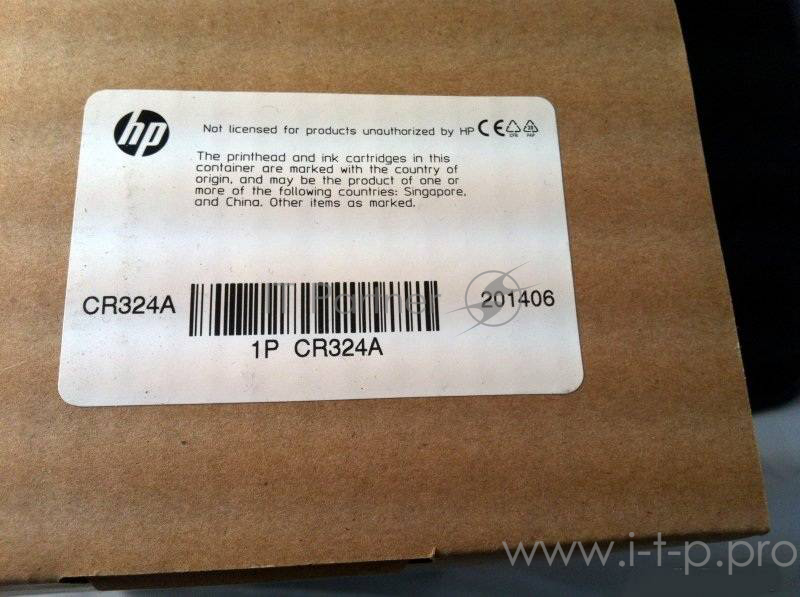 hp
Not licensed for products unauthorized by HP CE
The printhead and ink cartridges in this
container are marked with the country of
origin, and may be the product of one or
more of the following countries: Singapore,
and China. Other items as marked.
CR324A
201406
1P CR324A
www.i-t-p.pro